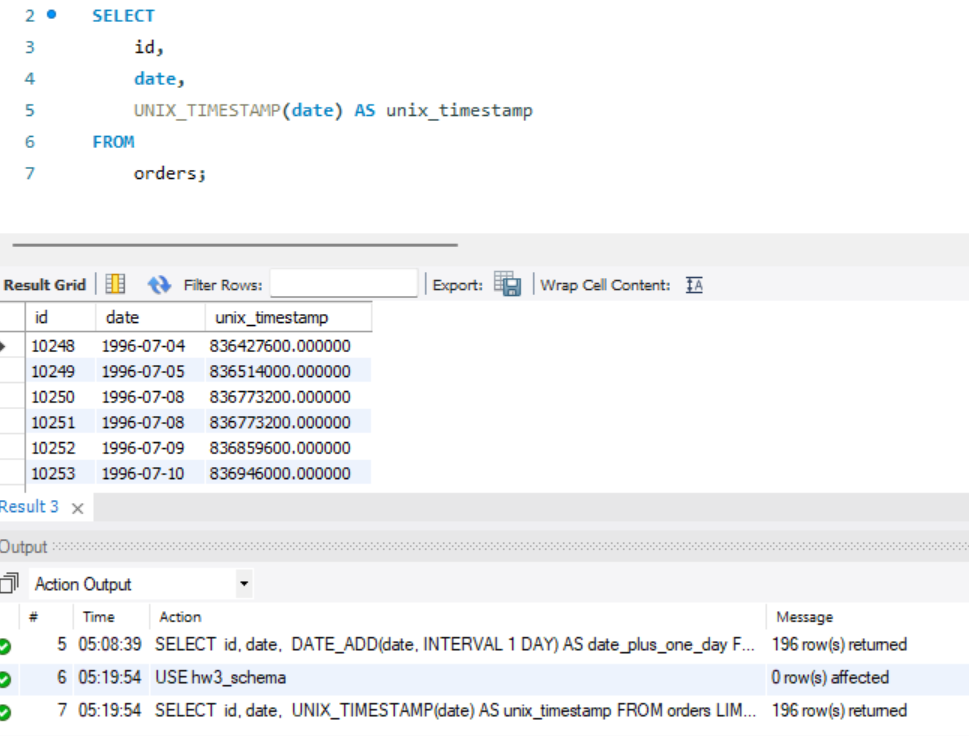 2 SELECT
3 id,
4 date,
5 UNIX_TIMESTAMP(date) AS unix_timestamp
6 FROM
7 orders;
Result Grid Filter Rows: Export: Wrap Cell Content: IA
id date unix_timestamp
10248 1996-07-04 836427600.000000
10249 1996-07-05 836514000.000000
10250 1996-07-08 836773200.000000
10251 1996-07-08 836773200.000000
10252 1996-07-09 836859600.000000
10253 1996-07-10 836946000.000000
Result 3
Output
Action Output
# Time Action Message
5 05:08:39 SELECT id, date, DATE_ADD(date, INTERVAL 1 DAY) AS date_plus_one_day F... 196 row(s) returned
6 05:19:54 USE hw3_schema 0 row(s) affected
7 05:19:54 SELECT id, date, UNIX_TIMESTAMP(date) AS unix_timestamp FROM orders LIM... 196 row(s) returned